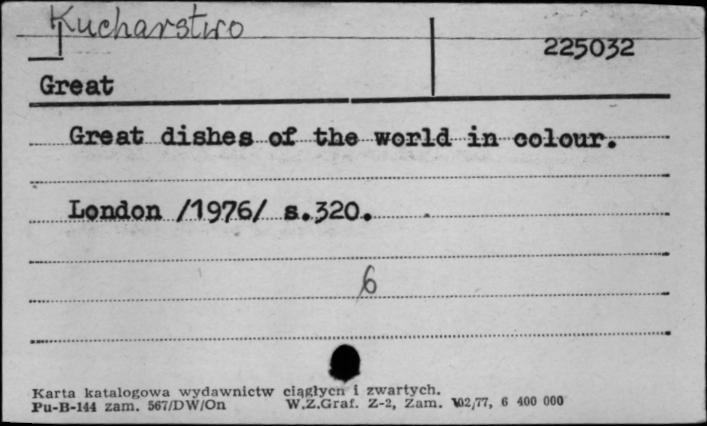 Kucharstwo
225032
Great
Great dishes of the world in colour.
London /1976/ s.320.
6
Karta katalogowa wydawnictw ciągłych i zwartych.
Pu-B-144 zam. 567/DW/On W.Z.Graf. Z-2, Zam. 102/77, 6 400 000